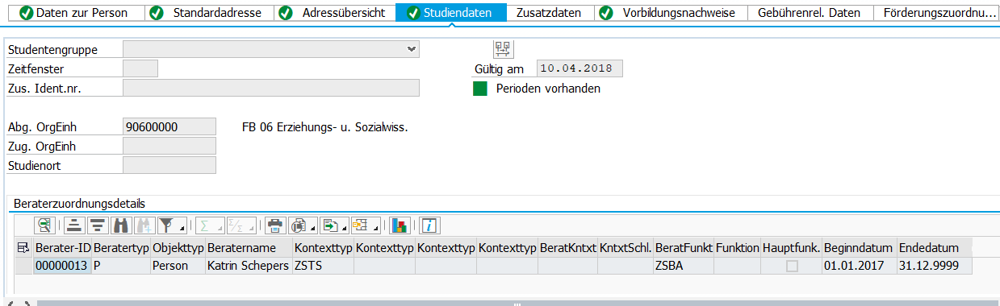 Daten zur Person Standardadresse Adressübersicht Studiendaten Zusatzdaten Vorbildungsnachweise Gebührenrel. Daten Förderungszuordnu...
Studentengruppe
Zeitfenster Gültig am 10.04.2018
Zus. Ident.nr. Perioden vorhanden
Abg. OrgEinh 90600000 FB 06 Erziehungs- u. Sozialwiss.
Zug. OrgEinh
Studienort
Beraterzuordnungsdetails
Berater-ID Beratertyp Objekttyp Beratername Kontexttyp Kontexttyp Kontexttyp Kontexttyp BeratKntxt KntxtSchl. BeratFunkt Funktion Hauptfunk. Beginndatum Endedatum
00000013 P Person Katrin Schepers ZSTS ZSBA 01.01.2017 31.12.9999